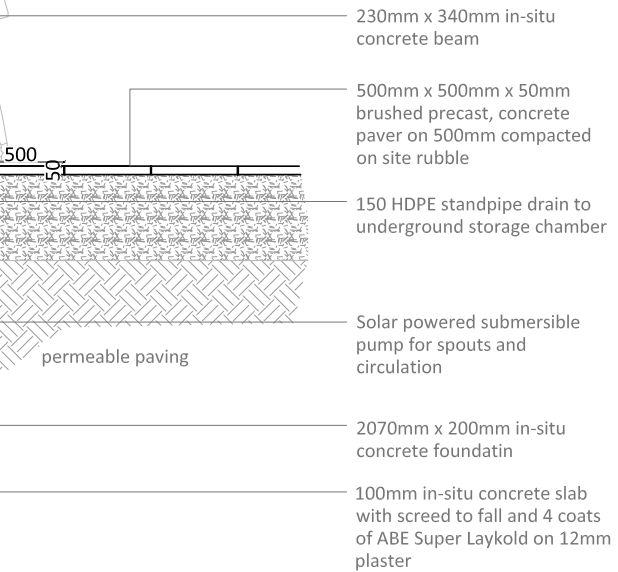 230mm x 340mm in-situ
concrete beam
500mm x 500mm x 50mm
brushed precast, concrete
paver on 500mm compacted
on site rubble
500
50
150 HDPE standpipe drain to
underground storage chamber
Solar powered submersible
pump for spouts and
circulation
permeable paving
2070mm x 200mm in-situ
concrete foundatin
100mm in-situ concrete slab
with screed to fall and 4 coats
of ABE Super Laykold on 12mm
plaster